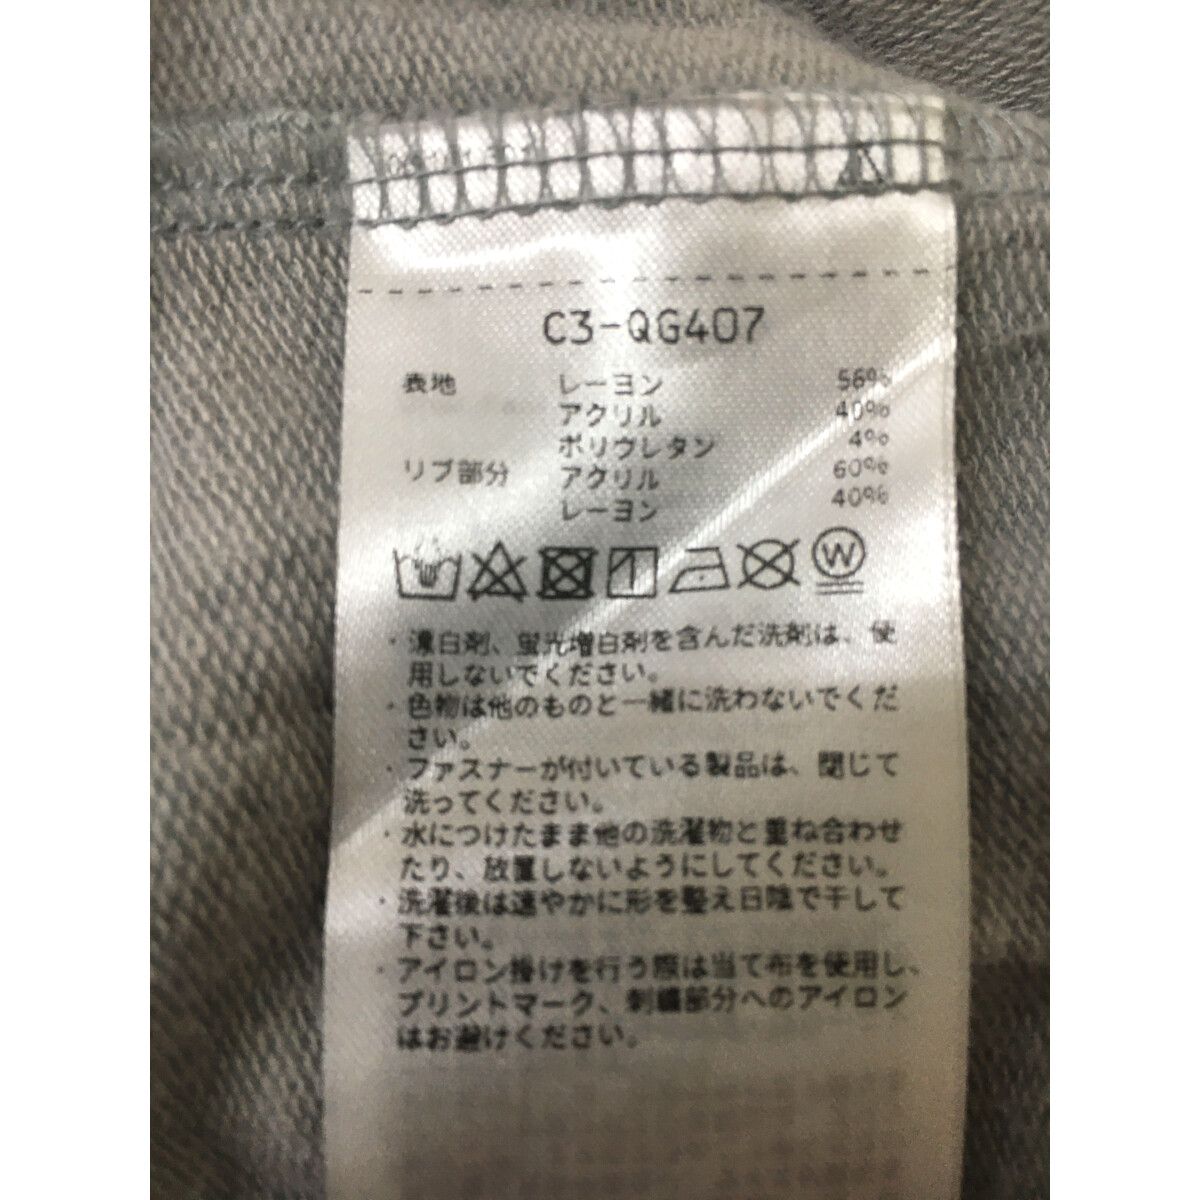 C3-QG407
表地 レーヨン 56%
アクリル 40%
ポリウレタン 4%
リブ部分 アクリル 60%
レーヨン 40%
W
・漂白剤、蛍光増白剤を含んだ洗剤は、使
用しないでください。
・色物は他のものと一緒に洗わないでくだ
さい。
・ファスナーが付いている製品は、閉じて
洗ってください。
・水につけたまま他の洗濯物と重ね合わせ
たり、放置しないようにしてください。
・洗濯後は速やかに形を整え日陰で干して
下さい。
・アイロン掛けを行う際は当て布を使用し、
プリントマーク、刺繍部分へのアイロン
はお避けください。